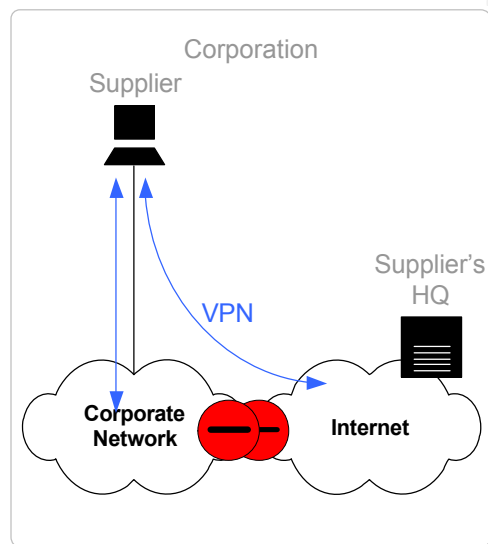 Corporation
Supplier
Supplier's
HQ
VPN
Corporate
Network
Internet